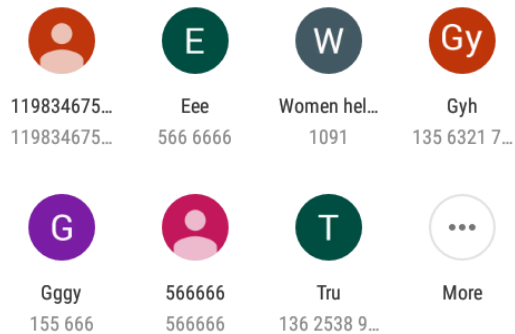 E W Gy
119834675… Eee Women hel… Gyh
119834675… 566 6666 1091 135 6321 7…
G T
Gggy 566666 Tru More
155 666 566666 136 2538 9…